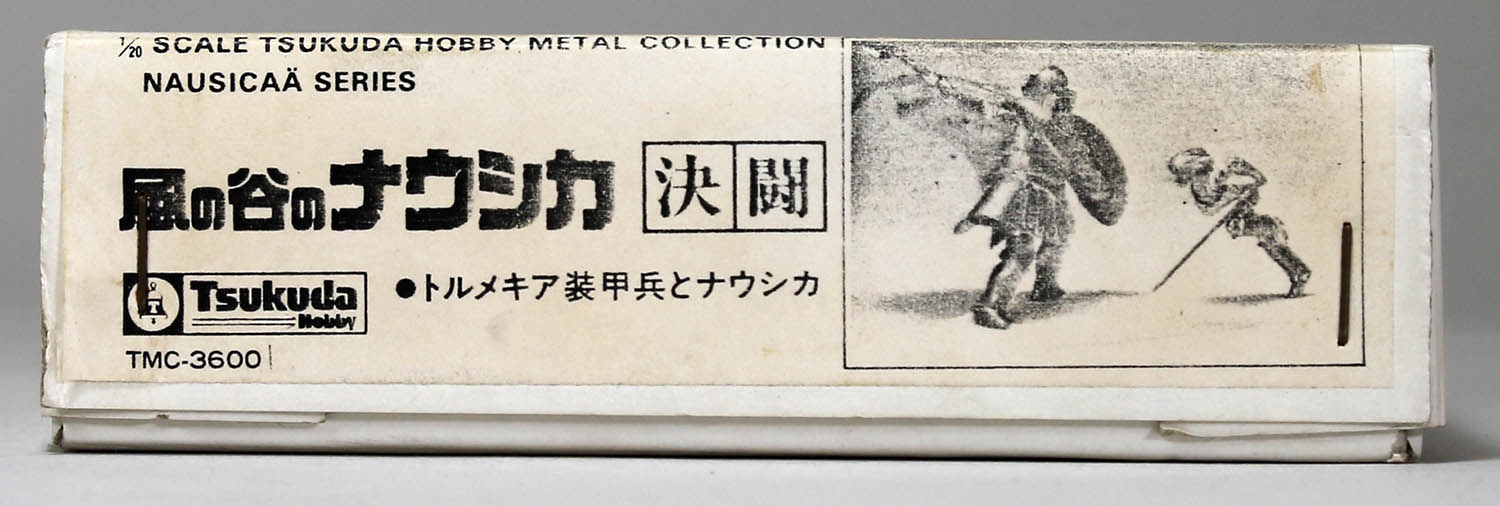 1/20 SCALE TSUKUDA HOBBY METAL COLLECTION
NAUSICAÄ SERIES
風の谷のナウシカ 決闘
Tsukuda
Hobby
●トルメキア装甲兵とナウシカ
TMC-3600